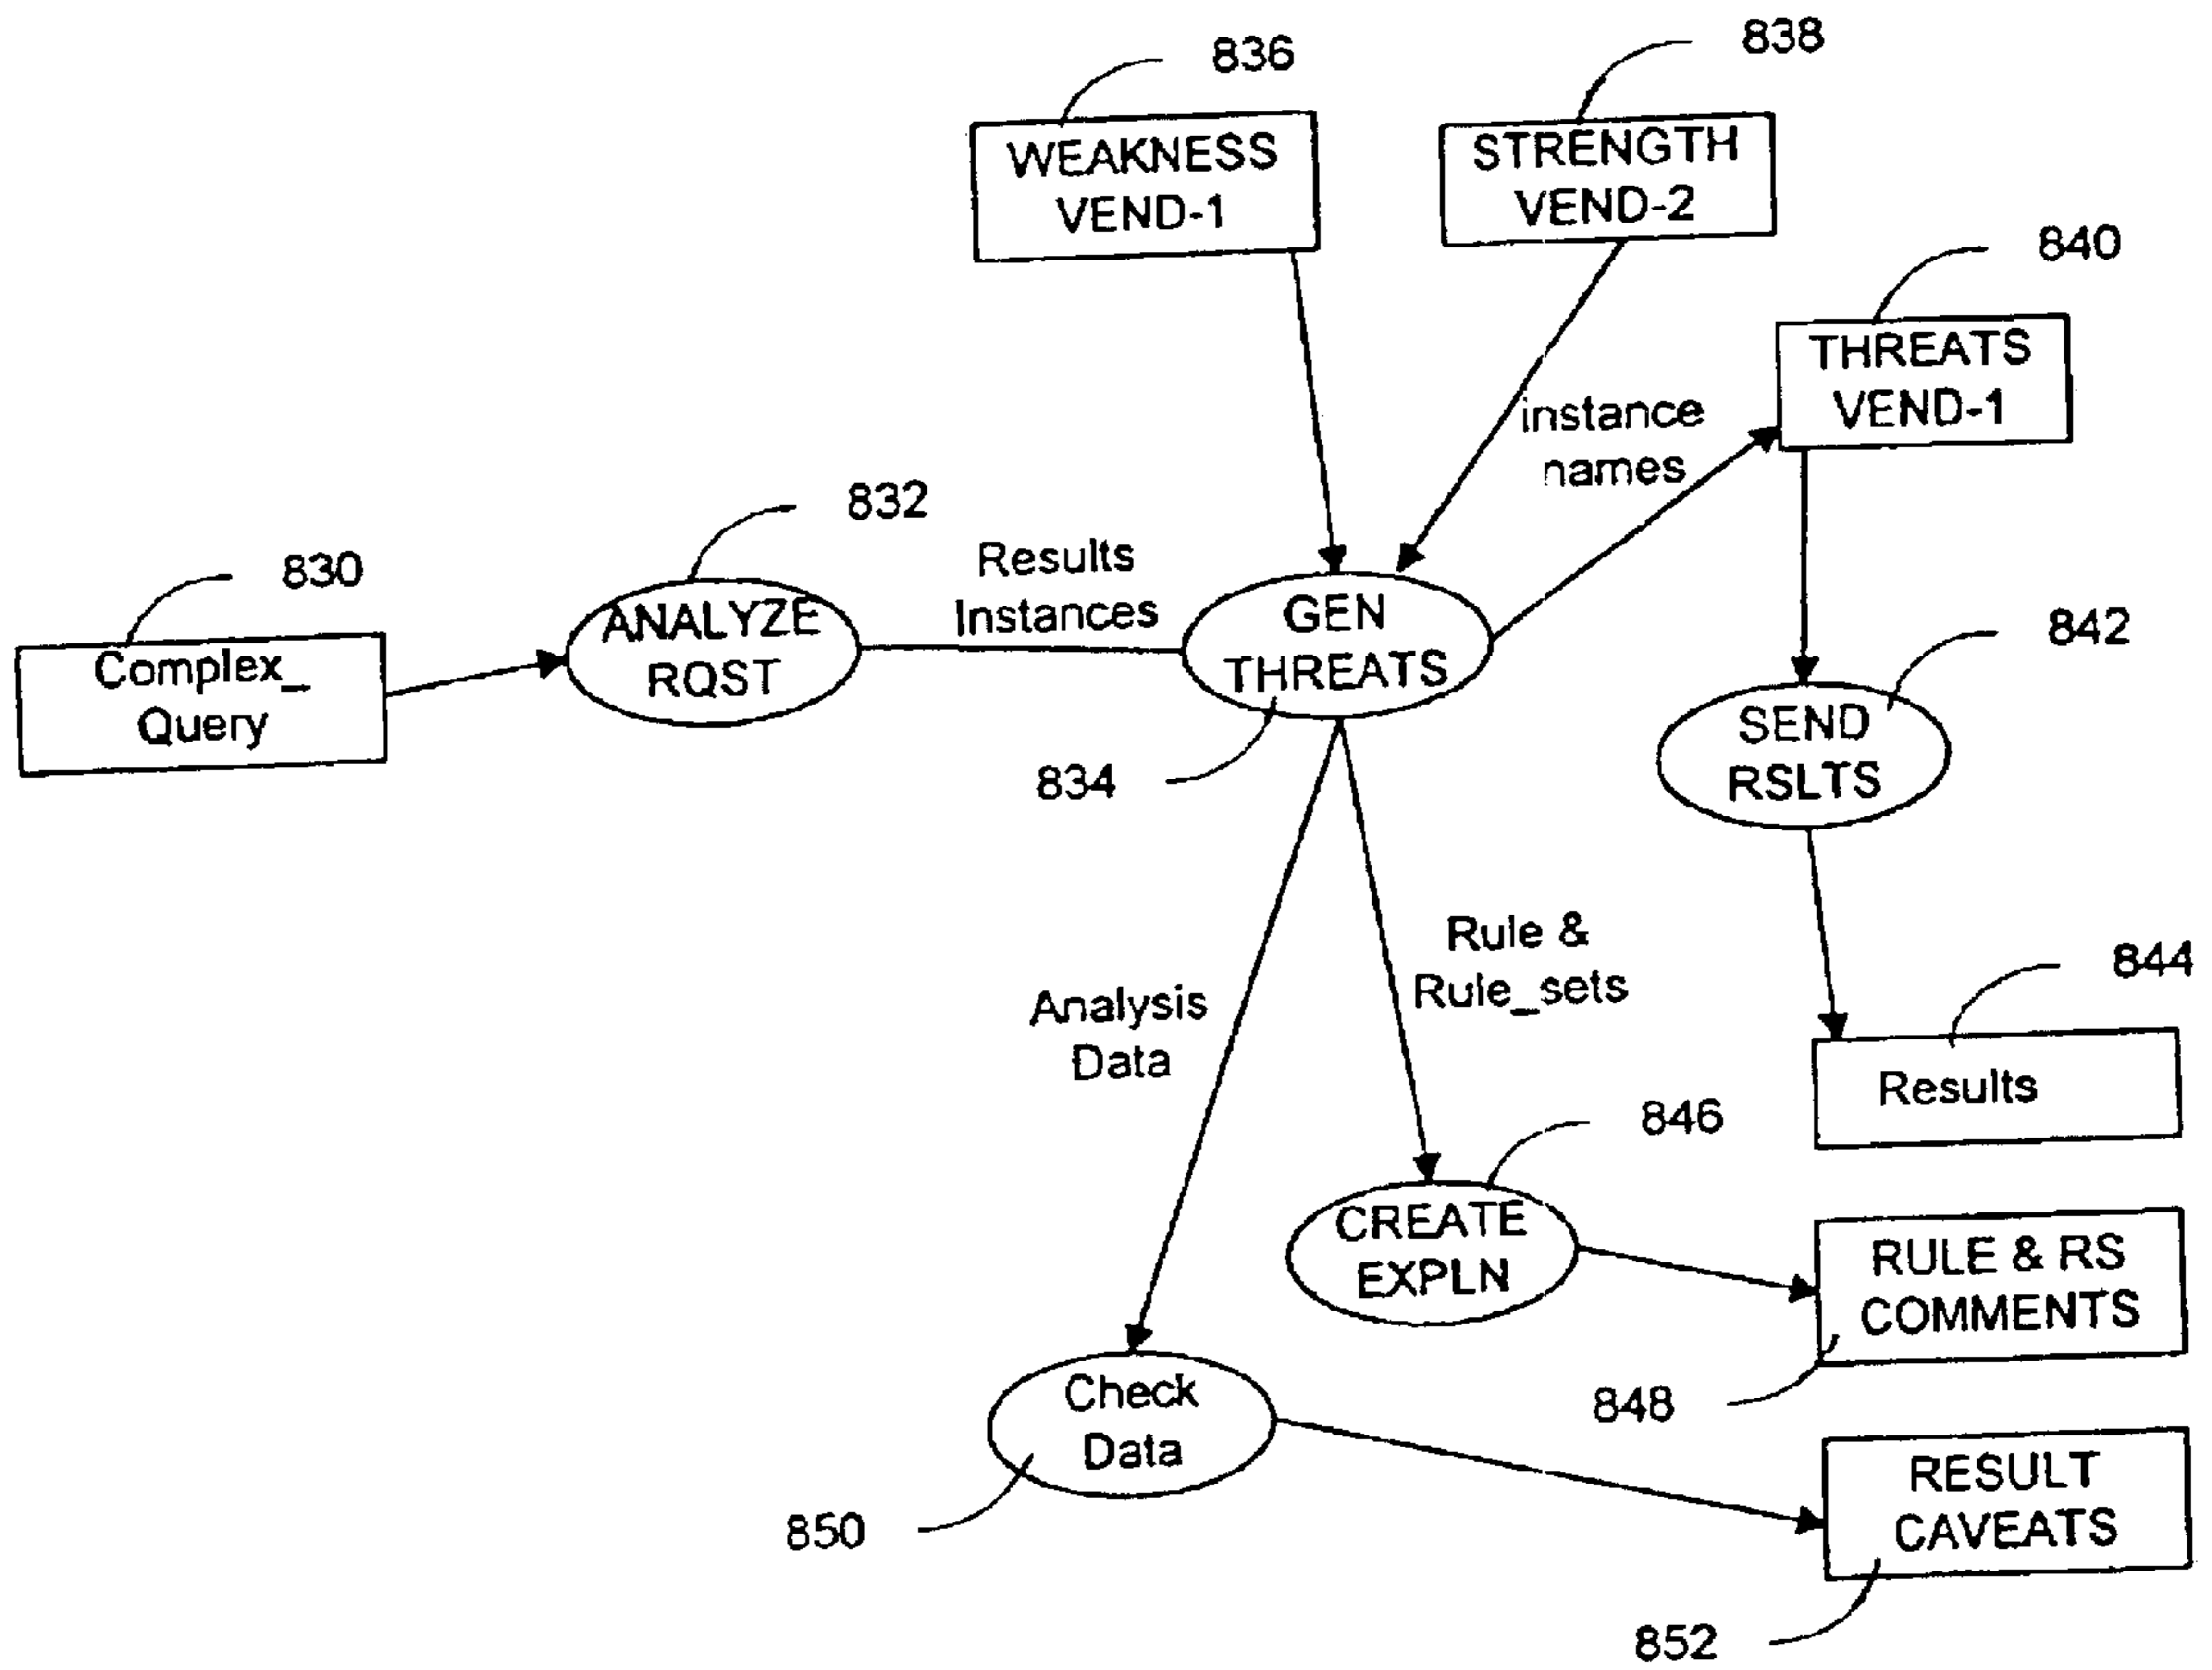 836
838
WEAKNESS
VEND-1
STRENGTH
VEND-2
840
THREATS
VEND-1
instance
names
832
830
Results
Instances
Complex_
Query
ANALYZE
RQST
GEN
THREATS
834
842
SEND
RSLTS
Rule &
Rule_sets
Analysis
Data
844
Results
846
CREATE
EXPLN
RULE & RS
COMMENTS
848
Check
Data
850
RESULT
CAVEATS
852